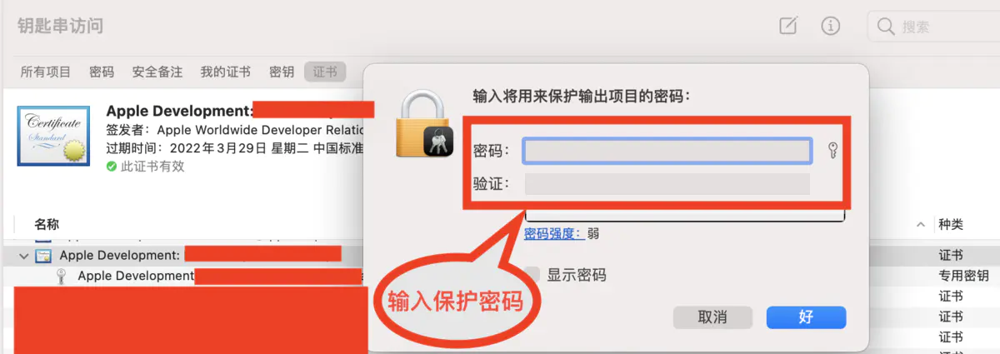 钥匙串访问
搜索
所有项目 密码 安全备注 我的证书 密钥 证书
Certificate
Standard
Apple Development:
签发者：Apple Worldwide Developer Relatio
过期时间：2022年3月29日 星期二 中国标准
此证书有效
输入将用来保护输出项目的密码：
密码：
验证：
密码强度：弱
显示密码
取消 好
输入保护密码
名称 种类
Apple Development: 证书
Apple Development 专用密钥
证书
证书
证书